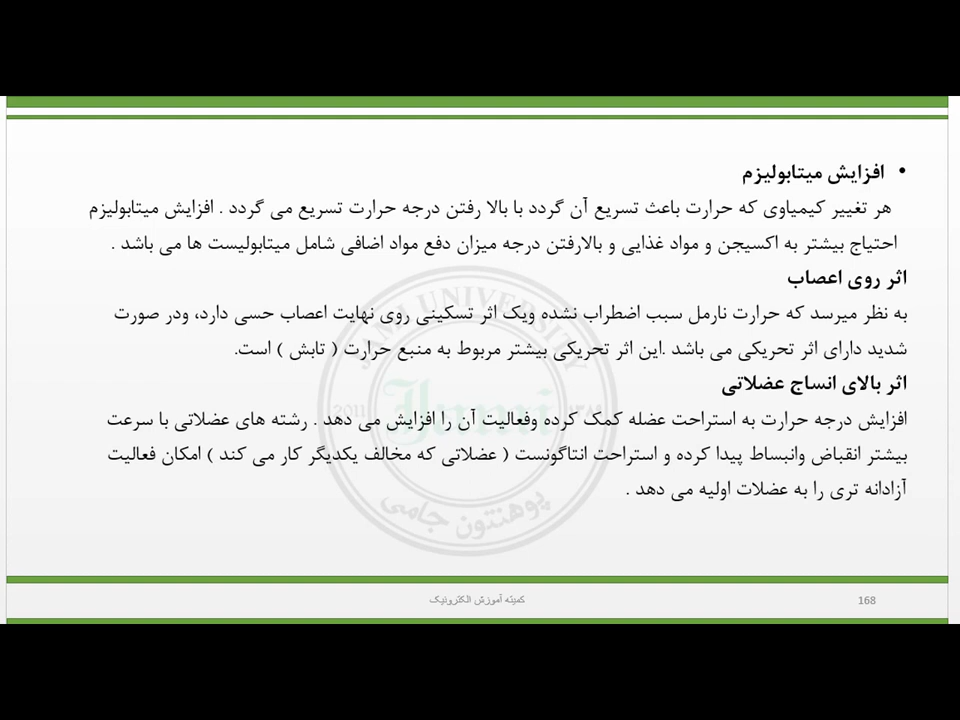 • افزایش میتابولیزم
هر تغییر کیمیاوی که حرارت باعث تسریع آن گردد با بالا رفتن درجه حرارت تسریع می گردد . افزایش میتابولیزم
احتیاج بیشتر به اکسیجن و مواد غذایی و بالارفتن درجه میزان دفع مواد اضافی شامل میتابولیست ها می باشد .
اثر روی اعصاب
به نظر میرسد که حرارت نارمل سبب اضطراب نشده ویک اثر تسکینی روی نهایت اعصاب حسی دارد، ودر صورت
شدید دارای اثر تحریکی می باشد .این اثر تحریکی بیشتر مربوط به منبع حرارت ( تابش ) است.
اثر بالای انساج عضلاتی
افزایش درجه حرارت به استراحت عضله کمک کرده وفعالیت آن را افزایش می دهد . رشته های عضلاتی با سرعت
بیشتر انقباض وانبساط پیدا کرده و استراحت انتاگونست ( عضلاتی که مخالف یکدیگر کار می کند ) امکان فعالیت
آزادانه تری را به عضلات اولیه می دهد .
JAMI UNIVERSITY
2011
Jami
پوهنتون جامی
کمیته آموزش الکترونیک
168